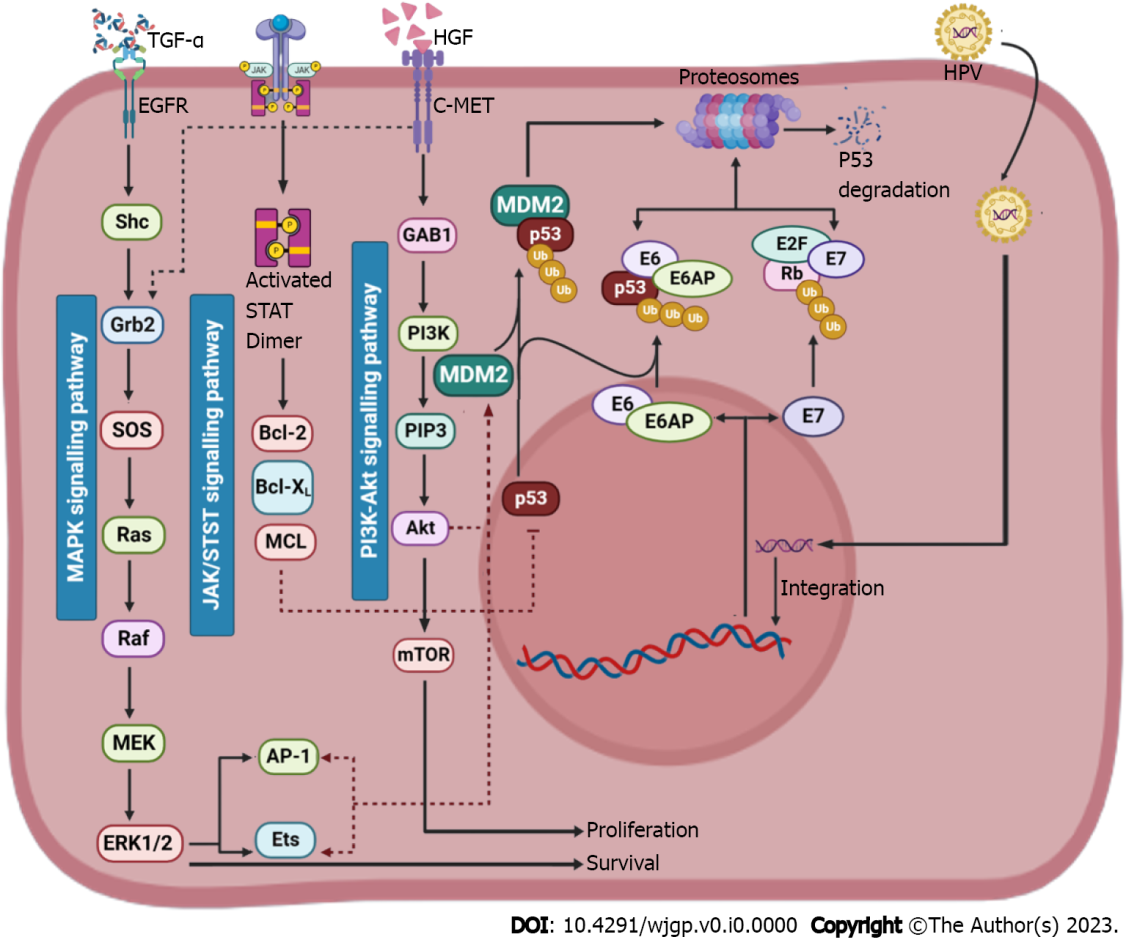 TGF-α
EGFR
JAK
JAK
P
P
P
P
P
P
HGF
C-MET
HPV
Proteosomes
P53
degradation
Shc
Grb2
SOS
Ras
Raf
MEK
ERK1/2
MAPK signalling pathway
P
P
Activated
STAT
Dimer
Bcl-2
Bcl-XL
MCL
JAK/STST signalling pathway
AP-1
Ets
GAB1
PI3K
MDM2
PIP3
Akt
mTOR
PI3K-Akt signalling pathway
MDM2
p53
Ub
Ub
Ub
E6
E6AP
p53
Ub
Ub
Ub
E2F
E7
Rb
Ub
Ub
Ub
E6
E6AP
E7
p53
Integration
Proliferation
Survival
DOI: 10.4291/wjgp.v0.i0.0000 Copyright ©The Author(s) 2023.